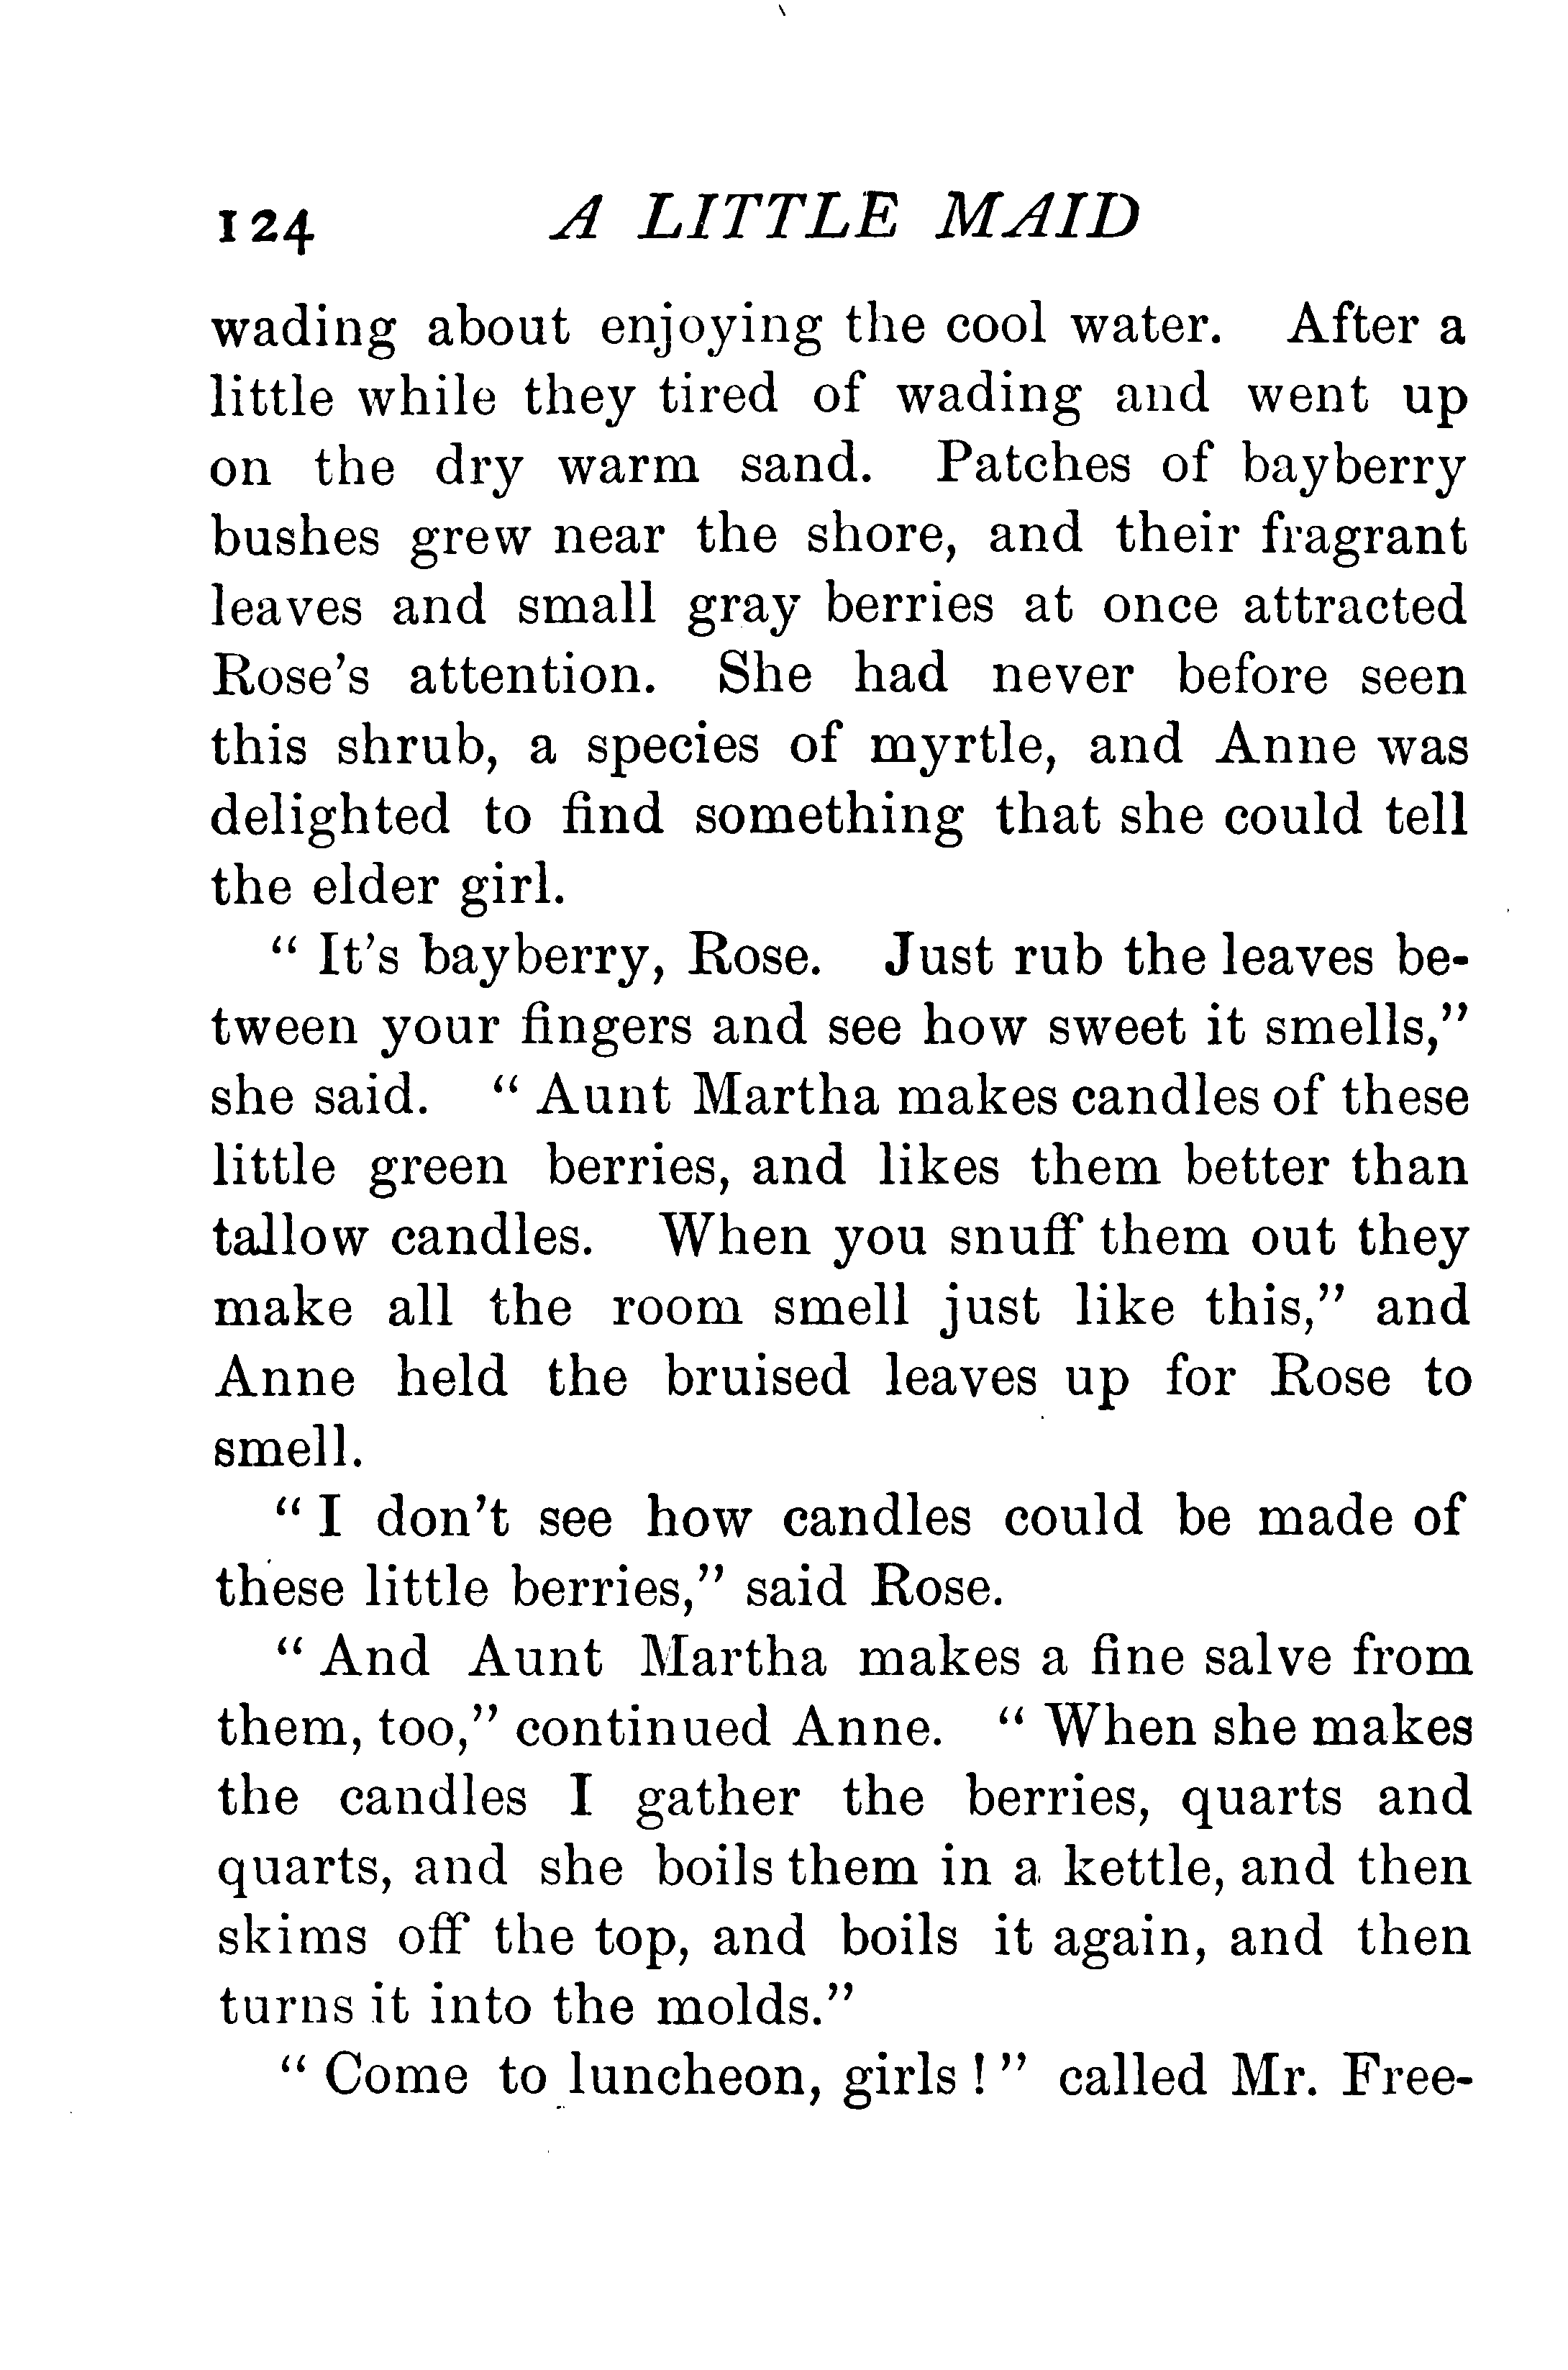 124 A LITTLE MAID
wading about enjoying the cool water. After a
little while they tired of wading and went up
on the dry warm sand. Patches of bayberry
bushes grew near the shore, and their fragrant
leaves and small gray berries at once attracted
Rose's attention. She had never before seen
this shrub, a species of myrtle, and Anne was
delighted to find something that she could tell
the elder girl.
“ It's bayberry, Rose. Just rub the leaves be-
tween your fingers and see how sweet it smells,”
she said. “ Aunt Martha makes candles of these
little green berries, and likes them better than
tallow candles. When you snuff them out they
make all the room smell just like this,” and
Anne held the bruised leaves up for Rose to
smell.
“ I don't see how candles could be made of
these little berries,” said Rose.
“ And Aunt Martha makes a fine salve from
them, too,” continued Anne. “ When she makes
the candles I gather the berries, quarts and
quarts, and she boils them in a kettle, and then
skims off the top, and boils it again, and then
turns it into the molds.”
“ Come to luncheon, girls ! ” called Mr. Free-